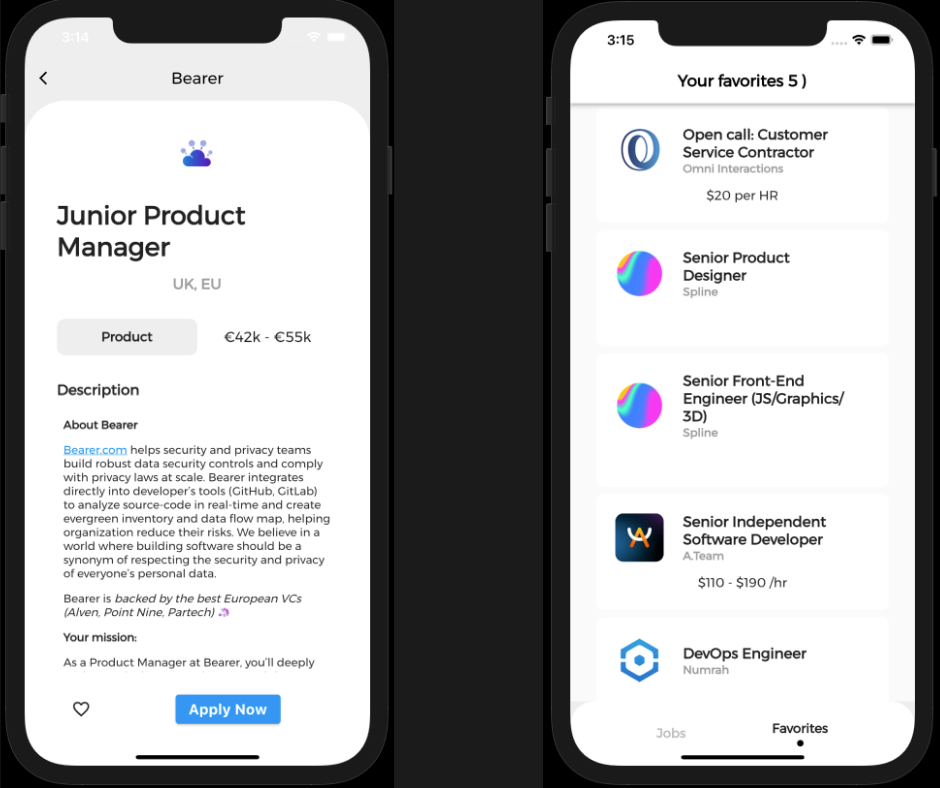 3:14
Bearer
Junior Product
Manager
UK, EU
Product
€42k - €55k
Description
About Bearer
Bearer.com helps security and privacy teams
build robust data security controls and comply
with privacy laws at scale. Bearer integrates
directly into developer's tools (GitHub, GitLab)
to analyze source-code in real-time and create
evergreen inventory and data flow map, helping
organization reduce their risks. We believe in a
world where building software should be a
synonym of respecting the security and privacy
of everyone's personal data.
Bearer is backed by the best European VCs
(Alven, Point Nine, Partech)
Your mission:
As a Product Manager at Bearer, you'll deeply
Apply Now
3:15
Your favorites 5 )
Open call: Customer
Service Contractor
Omni Interactions
$20 per HR
Senior Product
Designer
Spline
Senior Front-End
Engineer (JS/Graphics/
3D)
Spline
Senior Independent
Software Developer
A.Team
$110 - $190 /hr
DevOps Engineer
Numrah
Jobs
Favorites